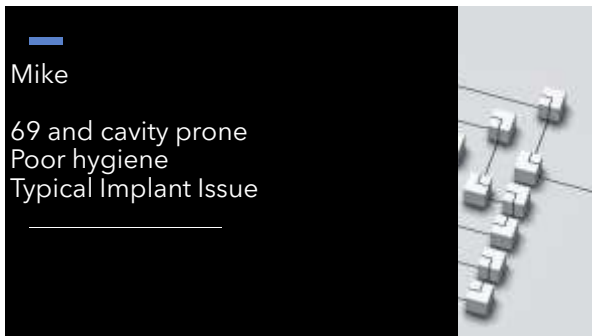 Mike
69 and cavity prone
Poor hygiene
Typical Implant Issue